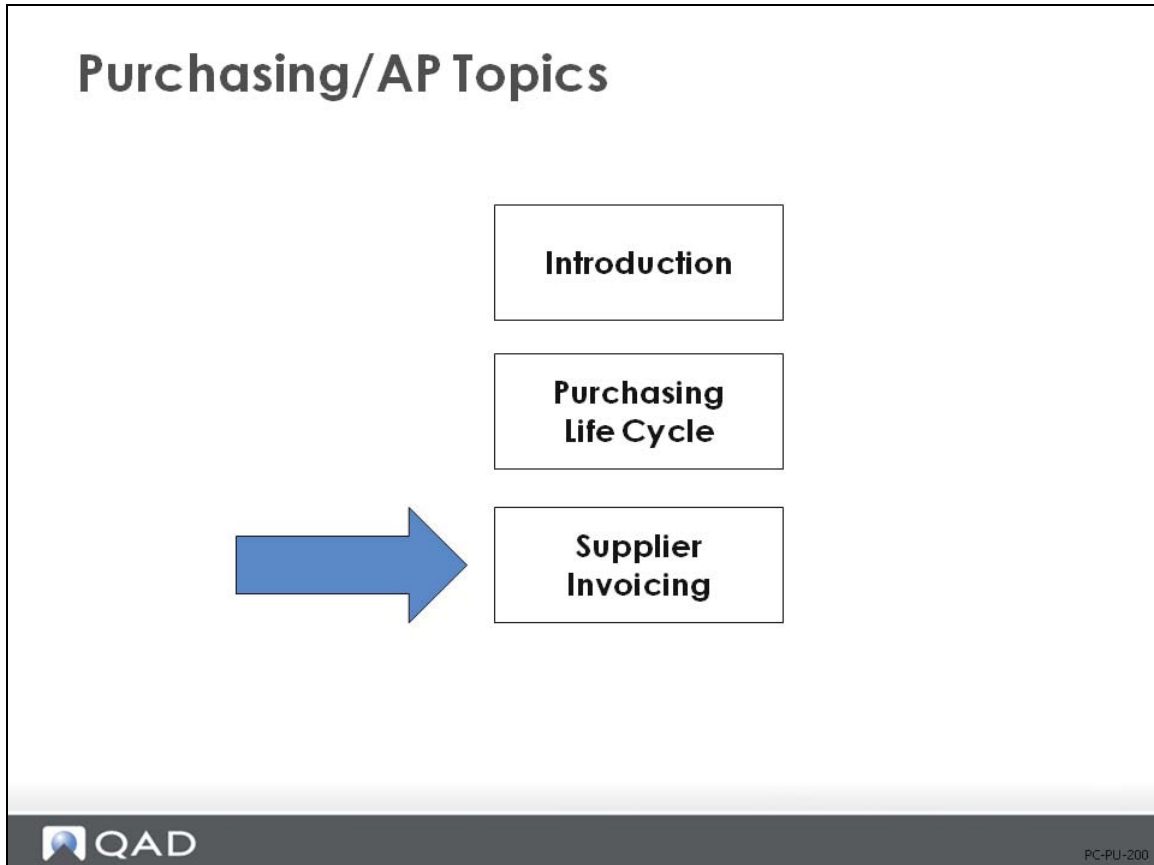 Purchasing/AP Topics
Introduction
Purchasing
Life Cycle
Supplier
Invoicing
QAD
PC-PU-200